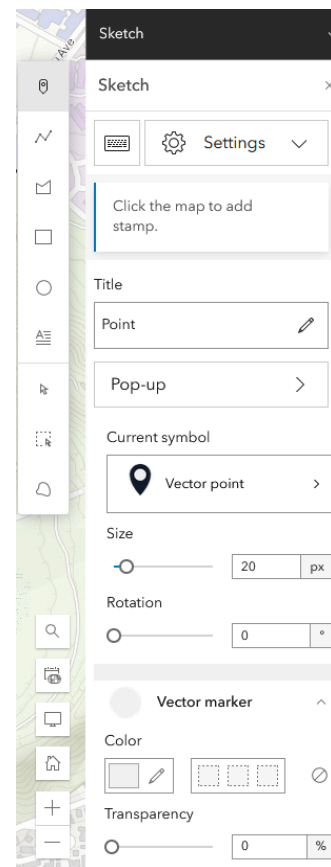 Ave
Sketch
Sketch
Settings
Click the map to add
stamp.
Title
Point
Pop-up
Current symbol
Vector point
Size
20 px
Rotation
0 °
Vector marker
Color
Transparency
0 %